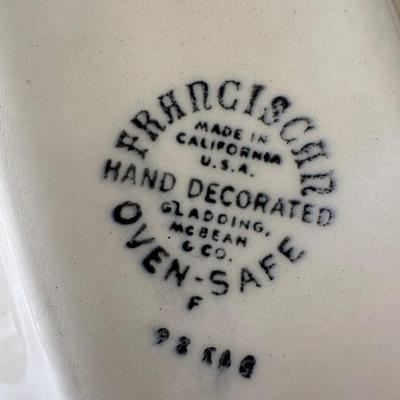 FRANCISCAN
MADE IN
CALIFORNIA
U.S.A.
HAND DECORATED
GLADDING,
McBEAN
& CO.
OVEN-SAFE
F